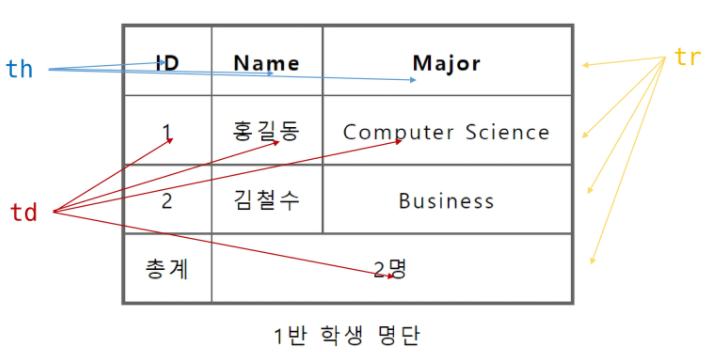 th
ID Name Major
tr
1 홍길동 Computer Science
td
2 김철수 Business
총계 2명
1반 학생 명단